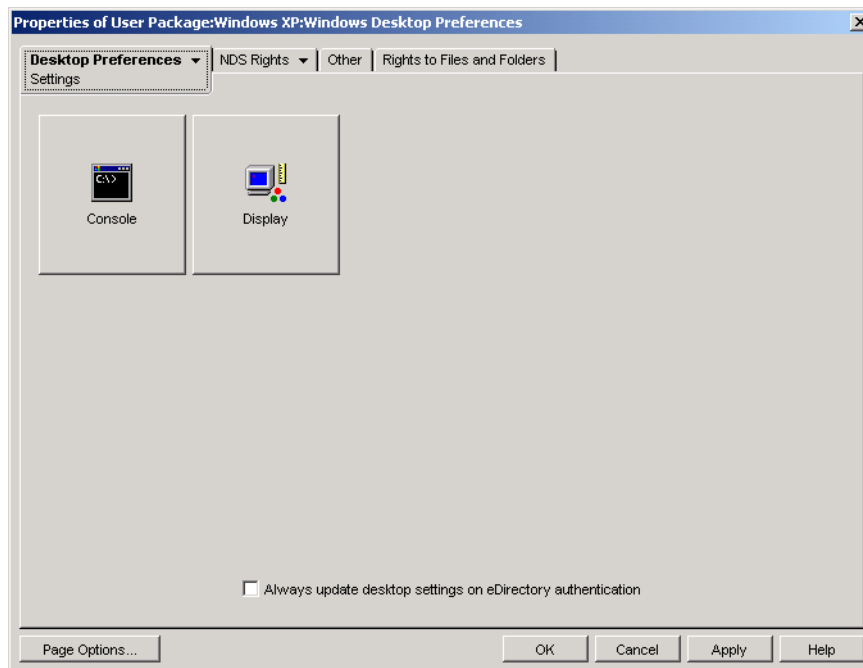 Properties of User Package:Windows XP:Windows Desktop Preferences
Desktop Preferences NDS Rights Other Rights to Files and Folders
Settings
C:\>
Console Display
Always update desktop settings on eDirectory authentication
Page Options... OK Cancel Apply Help